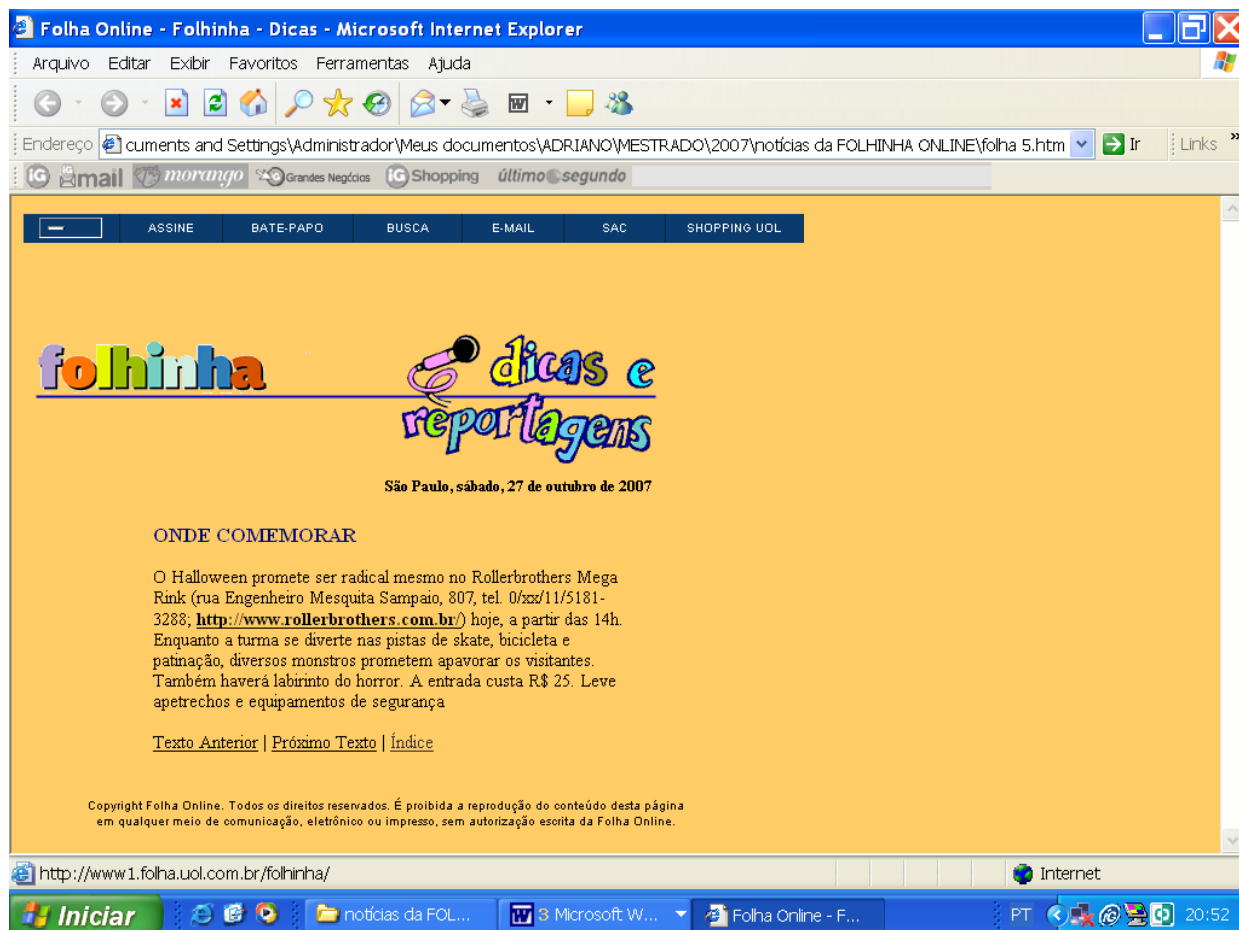 Folha Online - Folhinha - Dicas - Microsoft Internet Explorer
Arquivo Editar Exibir Favoritos Ferramentas Ajuda
Endereço cuments and Settings\Administrador\Meus documentos\ADRIANO\MESTRADO\2007\notícias da FOLHINHA ONLINE\folha 5.htm Ir Links »
iG mail morango Grandes Negócios iG Shopping último segundo
ASSINE BATE-PAPO BUSCA E-MAIL SAC SHOPPING UOL
folhinha dicas e
reportagens
São Paulo, sábado, 27 de outubro de 2007
ONDE COMEMORAR
O Halloween promete ser radical mesmo no Rollerbrothers Mega
Rink (rua Engenheiro Mesquita Sampaio, 807, tel. 0/xx/11/5181-
3288; http://www.rollerbrothers.com.br/) hoje, a partir das 14h.
Enquanto a turma se diverte nas pistas de skate, bicicleta e
patinação, diversos monstros prometem apavorar os visitantes.
Também haverá labirinto do horror. A entrada custa R$ 25. Leve
apetrechos e equipamentos de segurança
Texto Anterior | Próximo Texto | Índice
Copyright Folha Online. Todos os direitos reservados. É proibida a reprodução do conteúdo desta página
em qualquer meio de comunicação, eletrônico ou impresso, sem autorização escrita da Folha Online.
http://www1.folha.uol.com.br/folhinha/ Internet
Iniciar notícias da FOL... 3 Microsoft W... Folha Online - F... PT 20:52